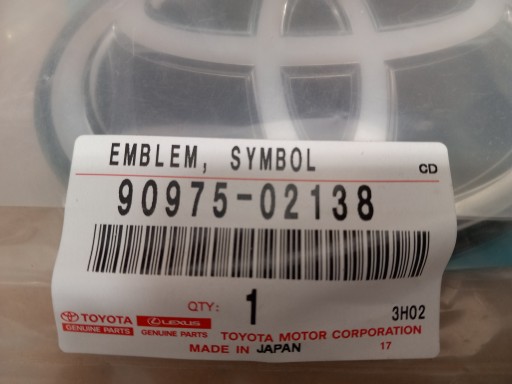 EMBLEM, SYMBOL
CD
90975-02138
QTY: 1
3H02
TOYOTA LEXUS
GENUINE PARTS GENUINE PARTS
TOYOTA MOTOR CORPORATION
MADE IN JAPAN 17